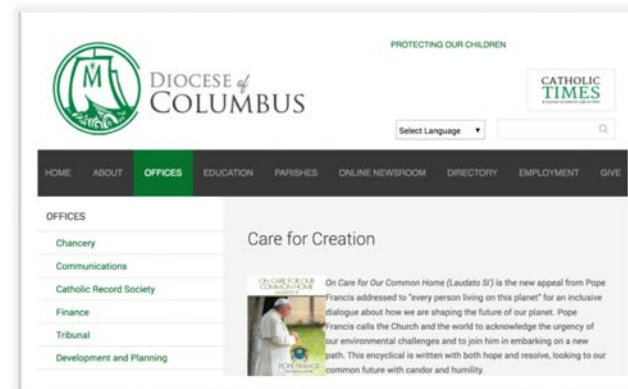 PROTECTING OUR CHILDREN
M
DIOCESE of
COLUMBUS
CATHOLIC
TIMES
Select Language ▼
HOME ABOUT OFFICES EDUCATION PARISHES ONLINE NEWSROOM DIRECTORY EMPLOYMENT GIVE
OFFICES
Chancery
Communications
Catholic Record Society
Finance
Tribunal
Development and Planning
Care for Creation
ON CARE FOR OUR
COMMON HOME
LAUDATO SI'
POPE FRANCIS
On Care for Our Common Home (Laudato Si') is the new appeal from Pope
Francis addressed to "every person living on this planet" for an inclusive
dialogue about how we are shaping the future of our planet. Pope
Francis calls the Church and the world to acknowledge the urgency of
our environmental challenges and to join him in embarking on a new
path. This encyclical is written with both hope and resolve, looking to our
common future with candor and humility.